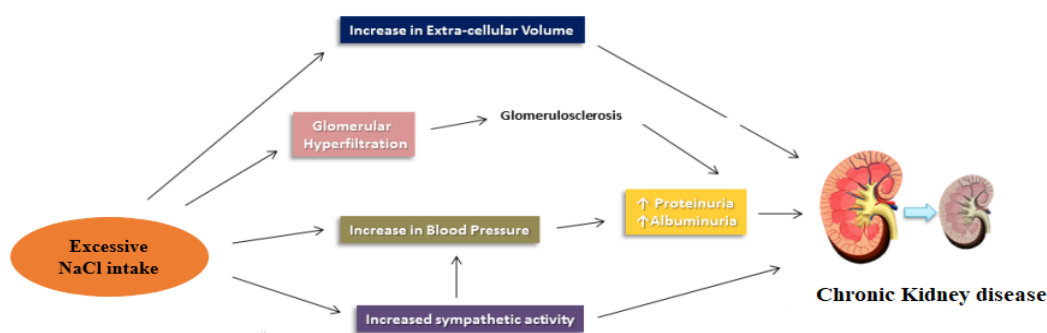 Increase in Extra-cellular Volume
Glomerular
Hyperfiltration
Glomerulosclerosis
↑ Proteinuria
↑Albuminuria
Excessive
NaCl intake
Increase in Blood Pressure
Chronic Kidney disease
Increased sympathetic activity